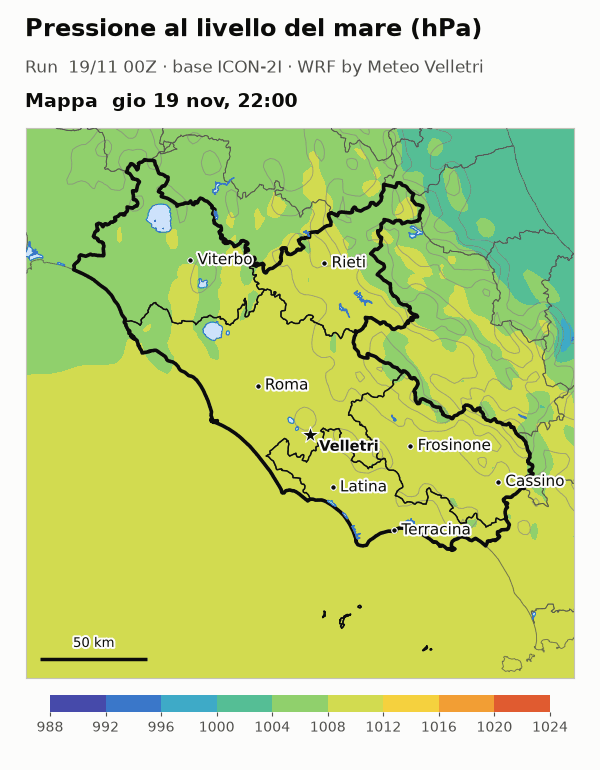 Pressione al livello del mare (hPa)
Run  19/11 00Z · base ICON-2I · WRF by Meteo Velletri
Mappa  gio 19 nov, 22:00
Viterbo
Rieti
Roma
Velletri
Frosinone
Cassino
Latina
Terracina
50 km
988 992 996 1000 1004 1008 1012 1016 1020 1024